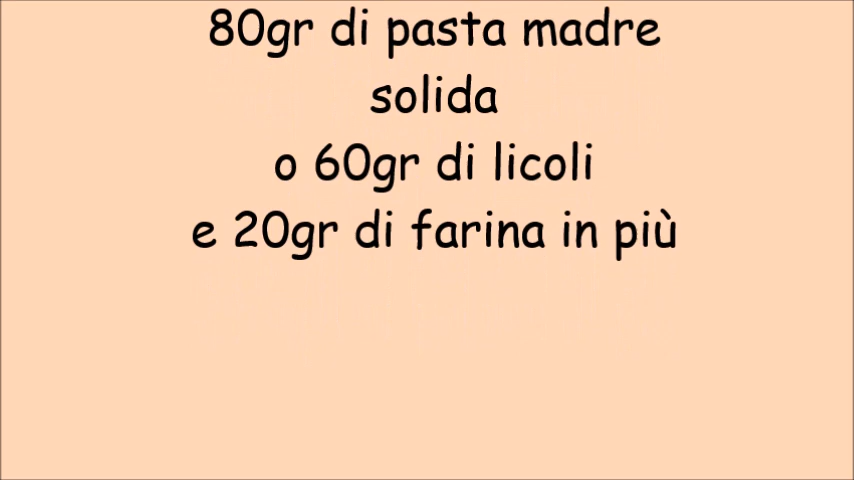 80gr di pasta madre
solida
o 60gr di licoli
e 20gr di farina in più